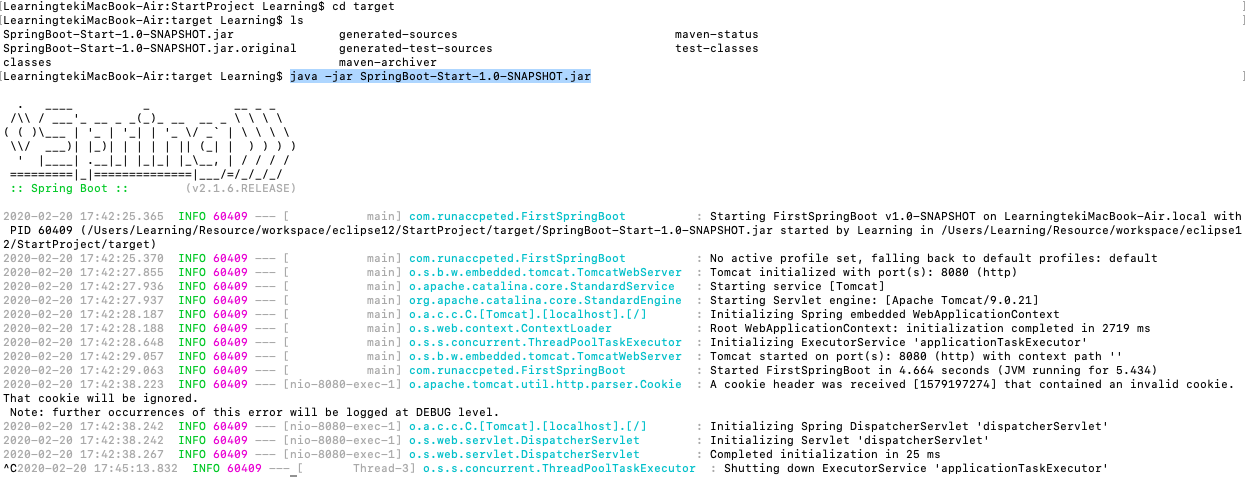 [LearningtekiMacBook-Air:StartProject Learning$ cd target ]
[LearningtekiMacBook-Air:target Learning$ ls ]
SpringBoot-Start-1.0-SNAPSHOT.jar generated-sources maven-status
SpringBoot-Start-1.0-SNAPSHOT.jar.original generated-test-sources test-classes
classes maven-archiver
[LearningtekiMacBook-Air:target Learning$ java -jar SpringBoot-Start-1.0-SNAPSHOT.jar ]
  .   ____          _            __ _ _
 /\\ / ___'_ __ _ _(_)_ __  __ _ \ \ \ \
( ( )\___ | '_ | '_| | '_ \/ _` | \ \ \ \
 \\/  ___)| |_)| | | | | || (_| |  ) ) ) )
  '  |____| .__|_| |_|_| |_\__, | / / / /
 =========|_|==============|___/=/_/_/_/
 :: Spring Boot ::        (v2.1.6.RELEASE)
2020-02-20 17:42:25.365  INFO 60409 --- [           main] com.runaccpeted.FirstSpringBoot          : Starting FirstSpringBoot v1.0-SNAPSHOT on LearningtekiMacBook-Air.local with
 PID 60409 (/Users/Learning/Resource/workspace/eclipse12/StartProject/target/SpringBoot-Start-1.0-SNAPSHOT.jar started by Learning in /Users/Learning/Resource/workspace/eclipse1
2/StartProject/target)
2020-02-20 17:42:25.370  INFO 60409 --- [           main] com.runaccpeted.FirstSpringBoot          : No active profile set, falling back to default profiles: default
2020-02-20 17:42:27.855  INFO 60409 --- [           main] o.s.b.w.embedded.tomcat.TomcatWebServer  : Tomcat initialized with port(s): 8080 (http)
2020-02-20 17:42:27.936  INFO 60409 --- [           main] o.apache.catalina.core.StandardService   : Starting service [Tomcat]
2020-02-20 17:42:27.937  INFO 60409 --- [           main] org.apache.catalina.core.StandardEngine  : Starting Servlet engine: [Apache Tomcat/9.0.21]
2020-02-20 17:42:28.187  INFO 60409 --- [           main] o.a.c.c.C.[Tomcat].[localhost].[/]       : Initializing Spring embedded WebApplicationContext
2020-02-20 17:42:28.188  INFO 60409 --- [           main] o.s.web.context.ContextLoader            : Root WebApplicationContext: initialization completed in 2719 ms
2020-02-20 17:42:28.648  INFO 60409 --- [           main] o.s.s.concurrent.ThreadPoolTaskExecutor  : Initializing ExecutorService 'applicationTaskExecutor'
2020-02-20 17:42:29.057  INFO 60409 --- [           main] o.s.b.w.embedded.tomcat.TomcatWebServer  : Tomcat started on port(s): 8080 (http) with context path ''
2020-02-20 17:42:29.063  INFO 60409 --- [           main] com.runaccpeted.FirstSpringBoot          : Started FirstSpringBoot in 4.664 seconds (JVM running for 5.434)
2020-02-20 17:42:38.223  INFO 60409 --- [nio-8080-exec-1] o.apache.tomcat.util.http.parser.Cookie  : A cookie header was received [1579197274] that contained an invalid cookie.
That cookie will be ignored.
 Note: further occurrences of this error will be logged at DEBUG level.
2020-02-20 17:42:38.242  INFO 60409 --- [nio-8080-exec-1] o.a.c.c.C.[Tomcat].[localhost].[/]       : Initializing Spring DispatcherServlet 'dispatcherServlet'
2020-02-20 17:42:38.242  INFO 60409 --- [nio-8080-exec-1] o.s.web.servlet.DispatcherServlet        : Initializing Servlet 'dispatcherServlet'
2020-02-20 17:42:38.267  INFO 60409 --- [nio-8080-exec-1] o.s.web.servlet.DispatcherServlet        : Completed initialization in 25 ms
^C2020-02-20 17:45:13.832  INFO 60409 --- [       Thread-3] o.s.s.concurrent.ThreadPoolTaskExecutor  : Shutting down ExecutorService 'applicationTaskExecutor'